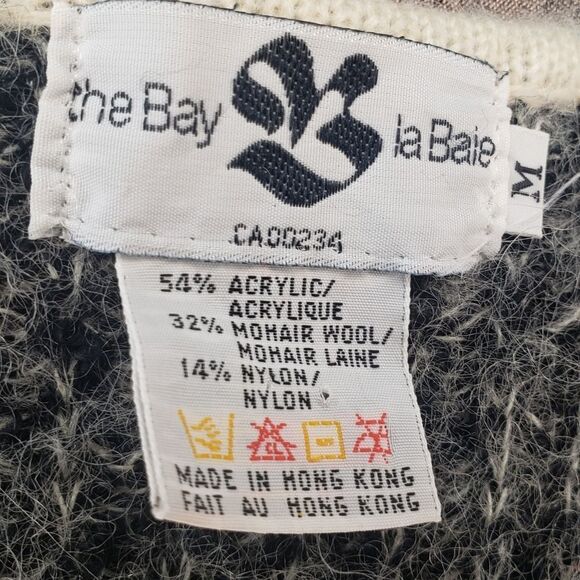 the Bay la Baie
M
CA00234
54% ACRYLIC/
ACRYLIQUE
32% MOHAIR WOOL/
MOHAIR LAINE
14% NYLON/
NYLON
MADE IN HONG KONG
FAIT AU HONG KONG